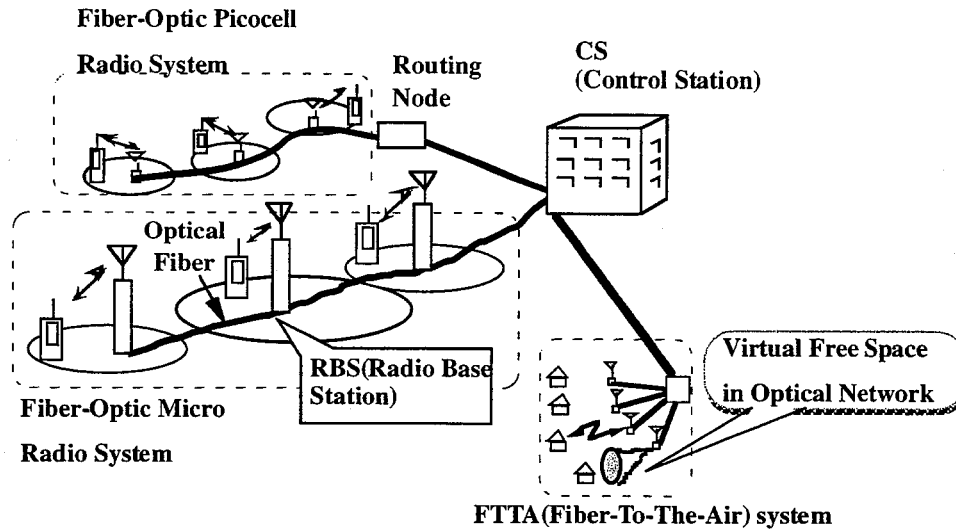 Fiber-Optic Picocell
Radio System
Routing
Node
CS
(Control Station)
Optical
Fiber
RBS(Radio Base
Station)
Fiber-Optic Micro
Radio System
Virtual Free Space
in Optical Network
FTTA(Fiber-To-The-Air) system